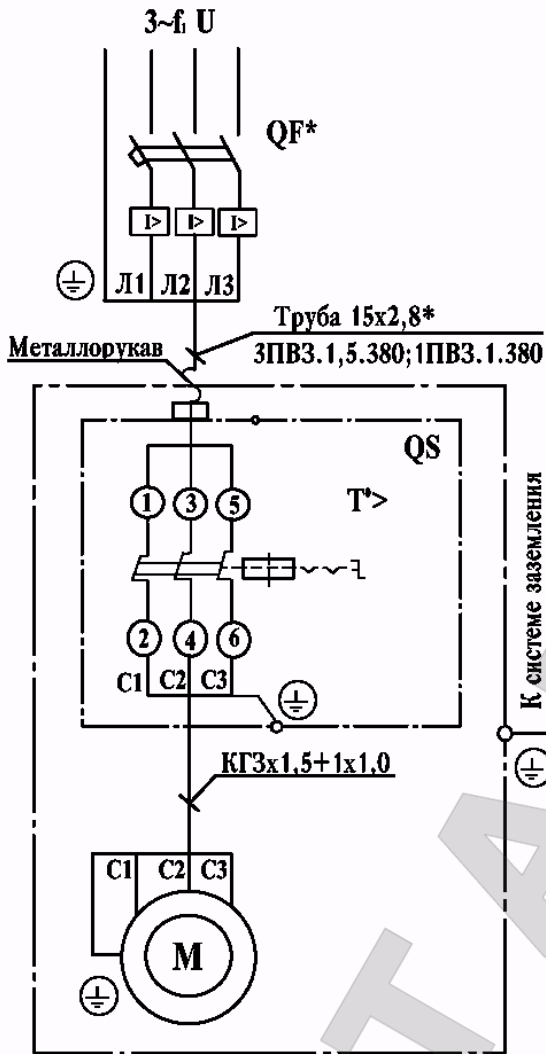 3~f₁ U
QF*
I> I> I>
Л1 Л2 Л3
Труба 15х2,8*
Металлорукав
3ПВ3.1,5.380;1ПВ3.1.380
QS
1 3 5
T°>
К системе заземления
2 4 6
С1 С2 С3
КГ3х1,5+1х1,0
С1 С2 С3
М